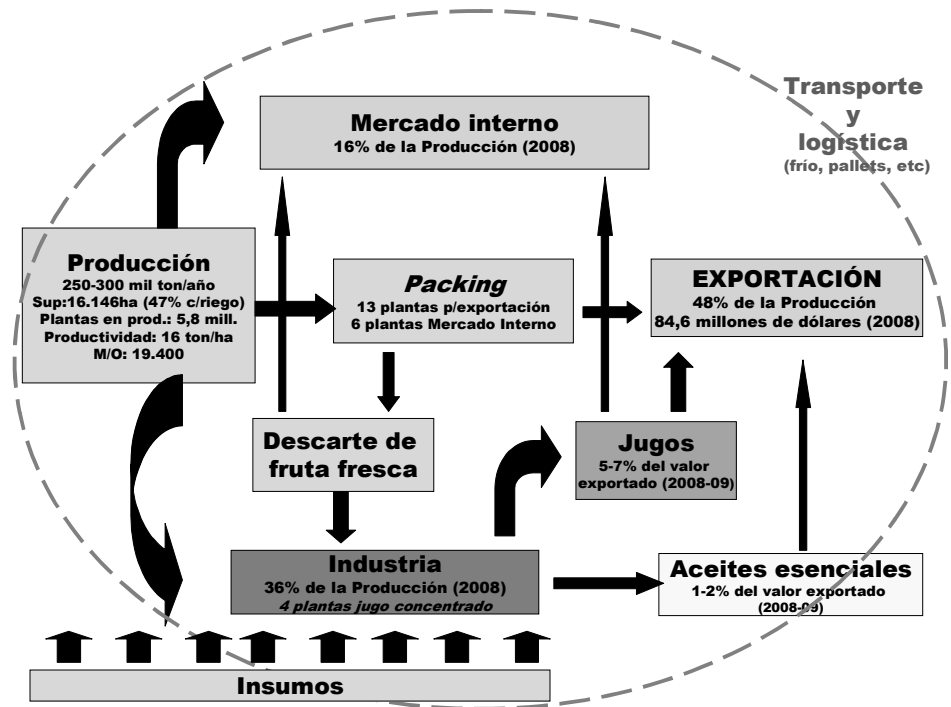 Transporte
y
logística
(frío, pallets, etc)
Mercado interno
16% de la Producción (2008)
Producción
250-300 mil ton/año
Sup:16.146ha (47% c/riego)
Plantas en prod.: 5,8 mill.
Productividad: 16 ton/ha
M/O: 19.400
Packing
13 plantas p/exportación
6 plantas Mercado Interno
EXPORTACIÓN
48% de la Producción
84,6 millones de dólares (2008)
Descarte de
fruta fresca
Jugos
5-7% del valor
exportado (2008-09)
Industria
36% de la Producción (2008)
4 plantas jugo concentrado
Aceites esenciales
1-2% del valor exportado
(2008-09)
Insumos